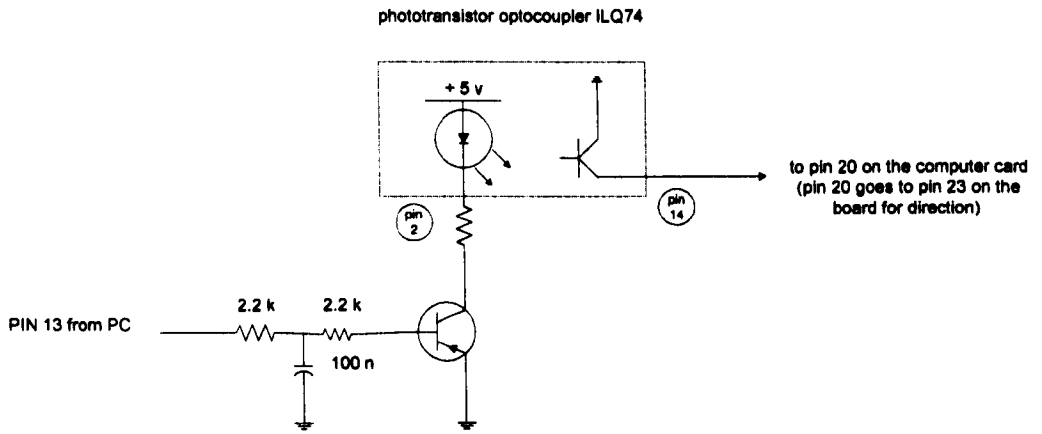 phototransistor optocoupler ILQ74
+ 5 v
to pin 20 on the computer card
(pin 20 goes to pin 23 on the
board for direction)
pin
2
pin
14
2.2 k
2.2 k
PIN 13 from PC
100 n